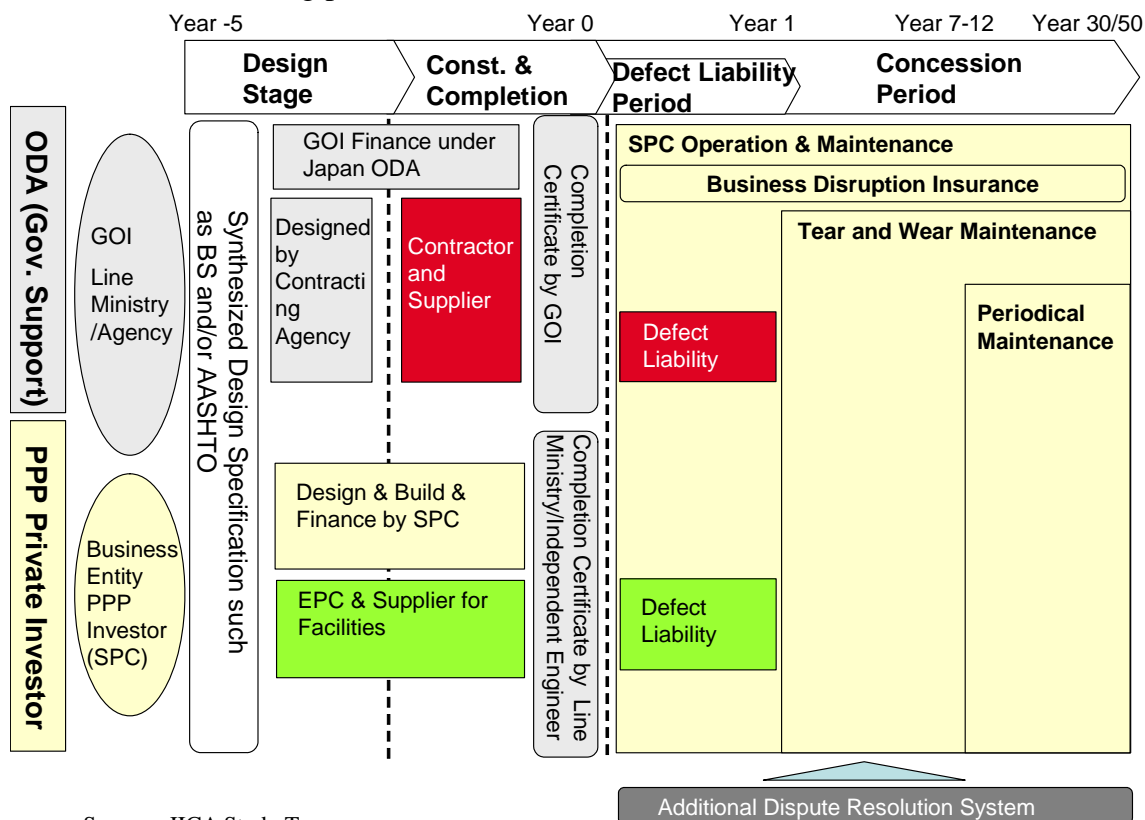 Year -5
Year 0
Year 1
Year 7-12
Year 30/50
Design
Stage
Const. &
Completion
Defect Liability
Period
Concession
Period
ODA (Gov. Support)
GOI
Line
Ministry
/Agency
Synthesized Design Specification such
as BS and/or AASHTO
GOI Finance under
Japan ODA
Designed
by
Contracti
ng
Agency
Contractor
and
Supplier
Completion
Certificate by GOI
SPC Operation & Maintenance
Business Disruption Insurance
Tear and Wear Maintenance
Periodical
Maintenance
Defect
Liability
PPP Private Investor
Business
Entity
PPP
Investor
(SPC)
Design & Build &
Finance by SPC
EPC & Supplier for
Facilities
Completion Certificate by Line
Ministry/Independent Engineer
Defect
Liability
Additional Dispute Resolution System